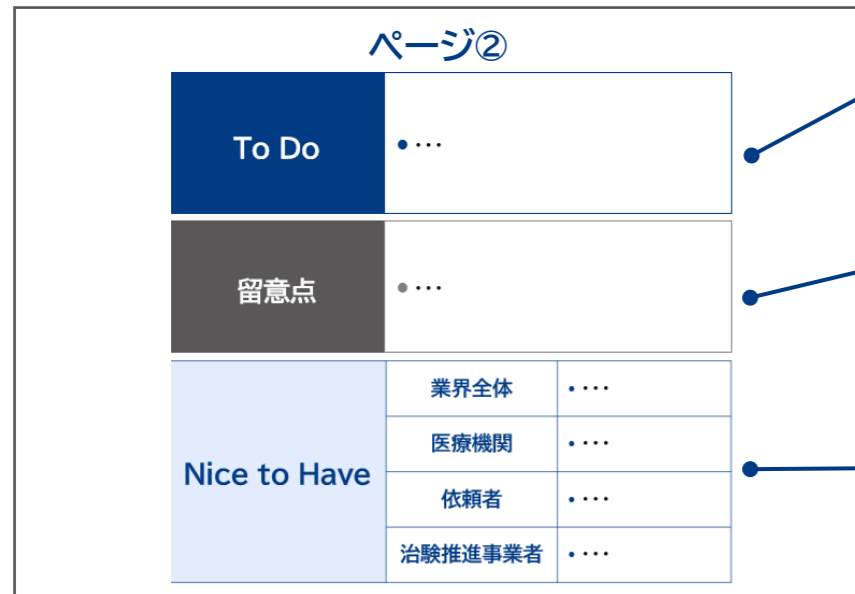 ページ②
To Do
• ・・・
留意点
• ・・・
Nice to Have
業界全体
• ・・・
医療機関
• ・・・
依頼者
• ・・・
治験推進事業者
• ・・・